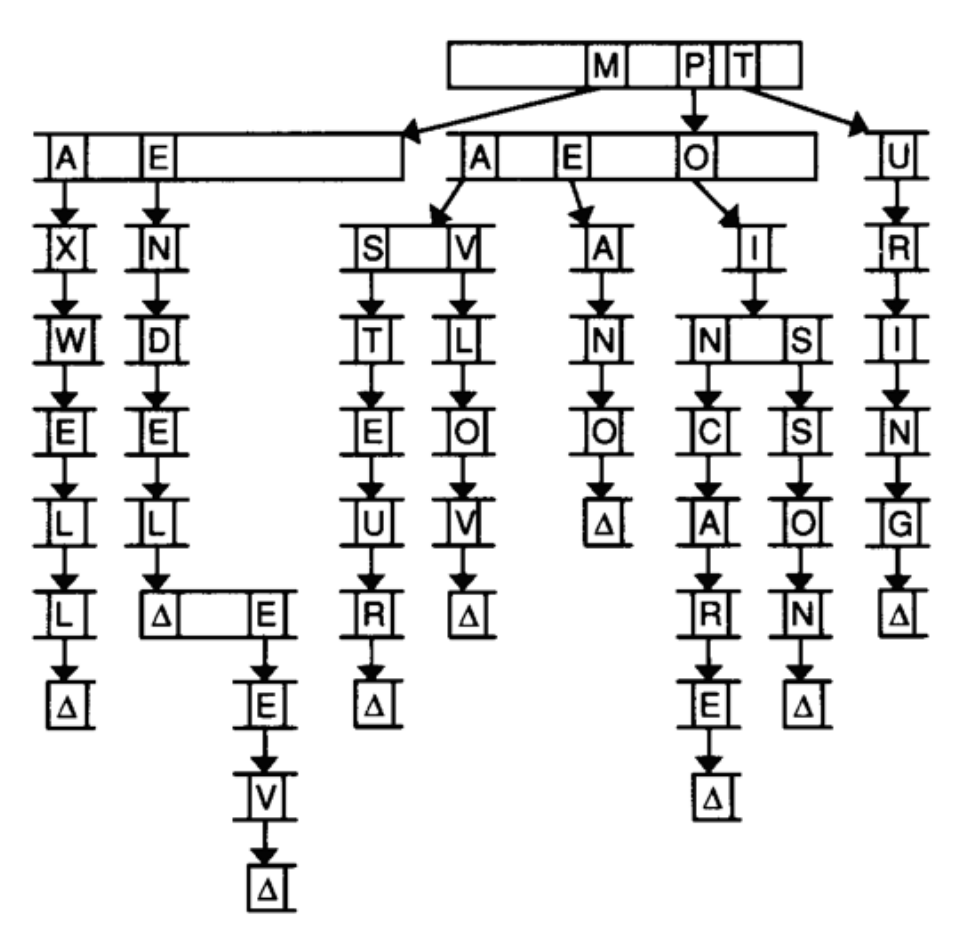 M P T
A E A E O U
X N S V A I R
W D T L N N S I
E E E O O C S N
L L U V Δ A O G
L Δ E R Δ R N Δ
Δ E Δ E Δ
V Δ
Δ